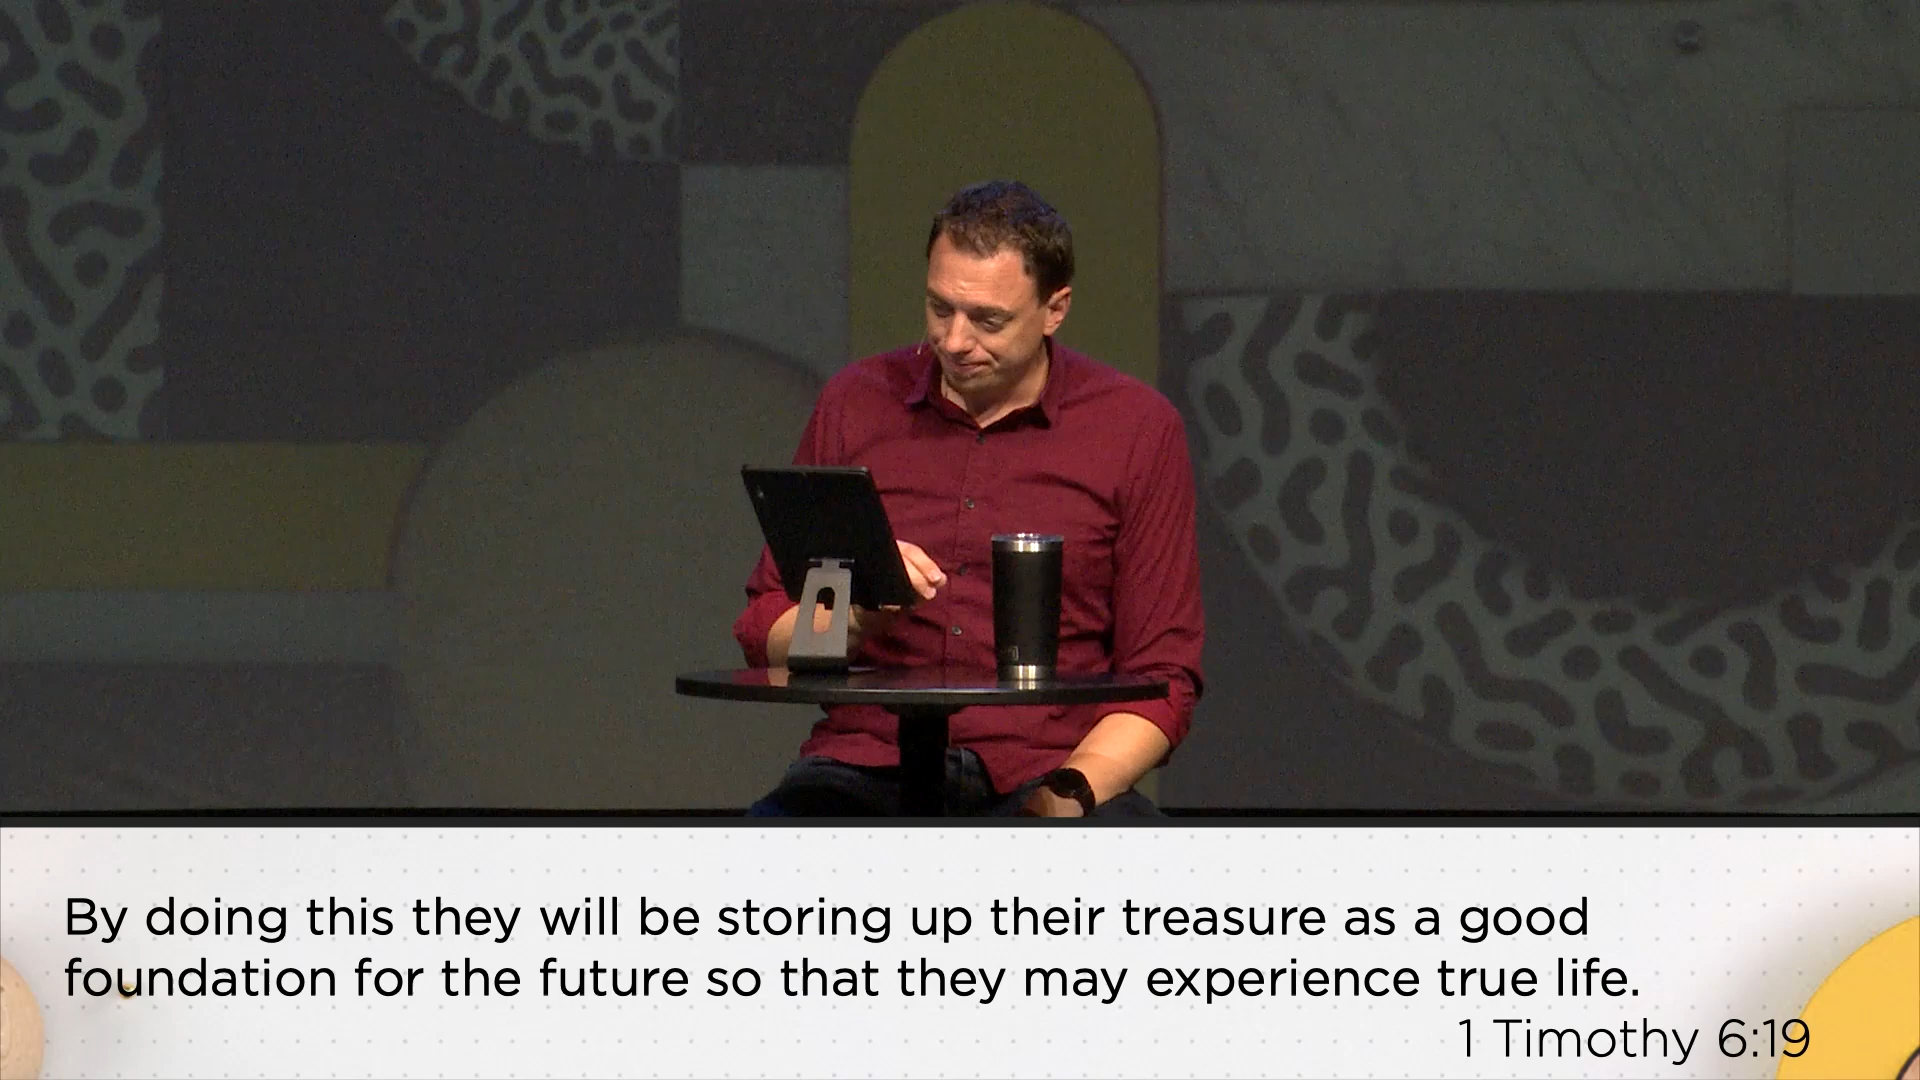 By doing this they will be storing up their treasure as a good
foundation for the future so that they may experience true life.
1 Timothy 6:19